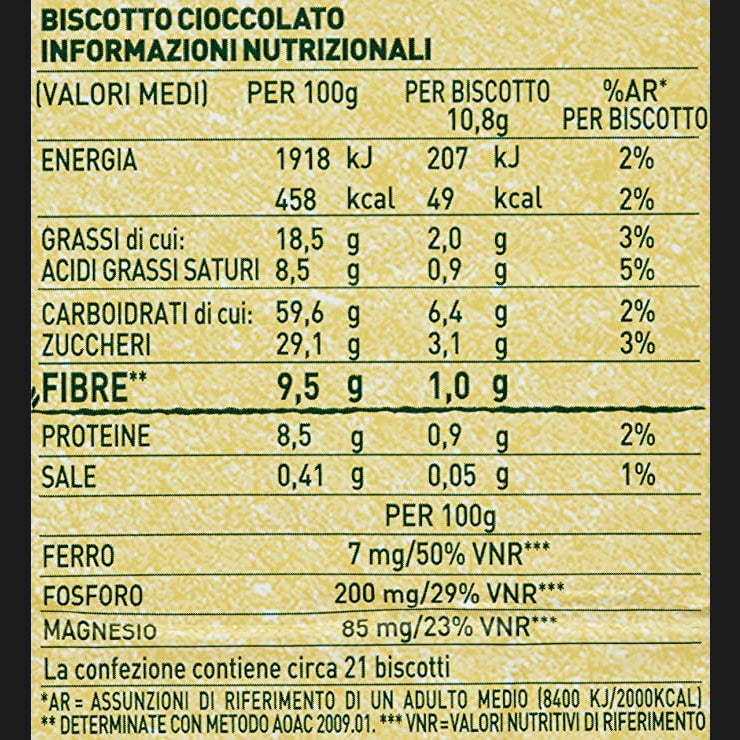 BISCOTTO CIOCCOLATO
INFORMAZIONI NUTRIZIONALI
(VALORI MEDI) PER 100g PER BISCOTTO 10,8g %AR* PER BISCOTTO
ENERGIA 1918 kJ 207 kJ 2%
458 kcal 49 kcal 2%
GRASSI di cui: 18,5 g 2,0 g 3%
ACIDI GRASSI SATURI 8,5 g 0,9 g 5%
CARBOIDRATI di cui: 59,6 g 6,4 g 2%
ZUCCHERI 29,1 g 3,1 g 3%
FIBRE** 9,5 g 1,0 g
PROTEINE 8,5 g 0,9 g 2%
SALE 0,41 g 0,05 g 1%
PER 100g
FERRO 7 mg/50% VNR***
FOSFORO 200 mg/29% VNR***
MAGNESIO 85 mg/23% VNR***
La confezione contiene circa 21 biscotti
*AR = ASSUNZIONI DI RIFERIMENTO DI UN ADULTO MEDIO (8400 KJ/2000KCAL)
** DETERMINATE CON METODO AOAC 2009.01. *** VNR=VALORI NUTRITIVI DI RIFERIMENTO